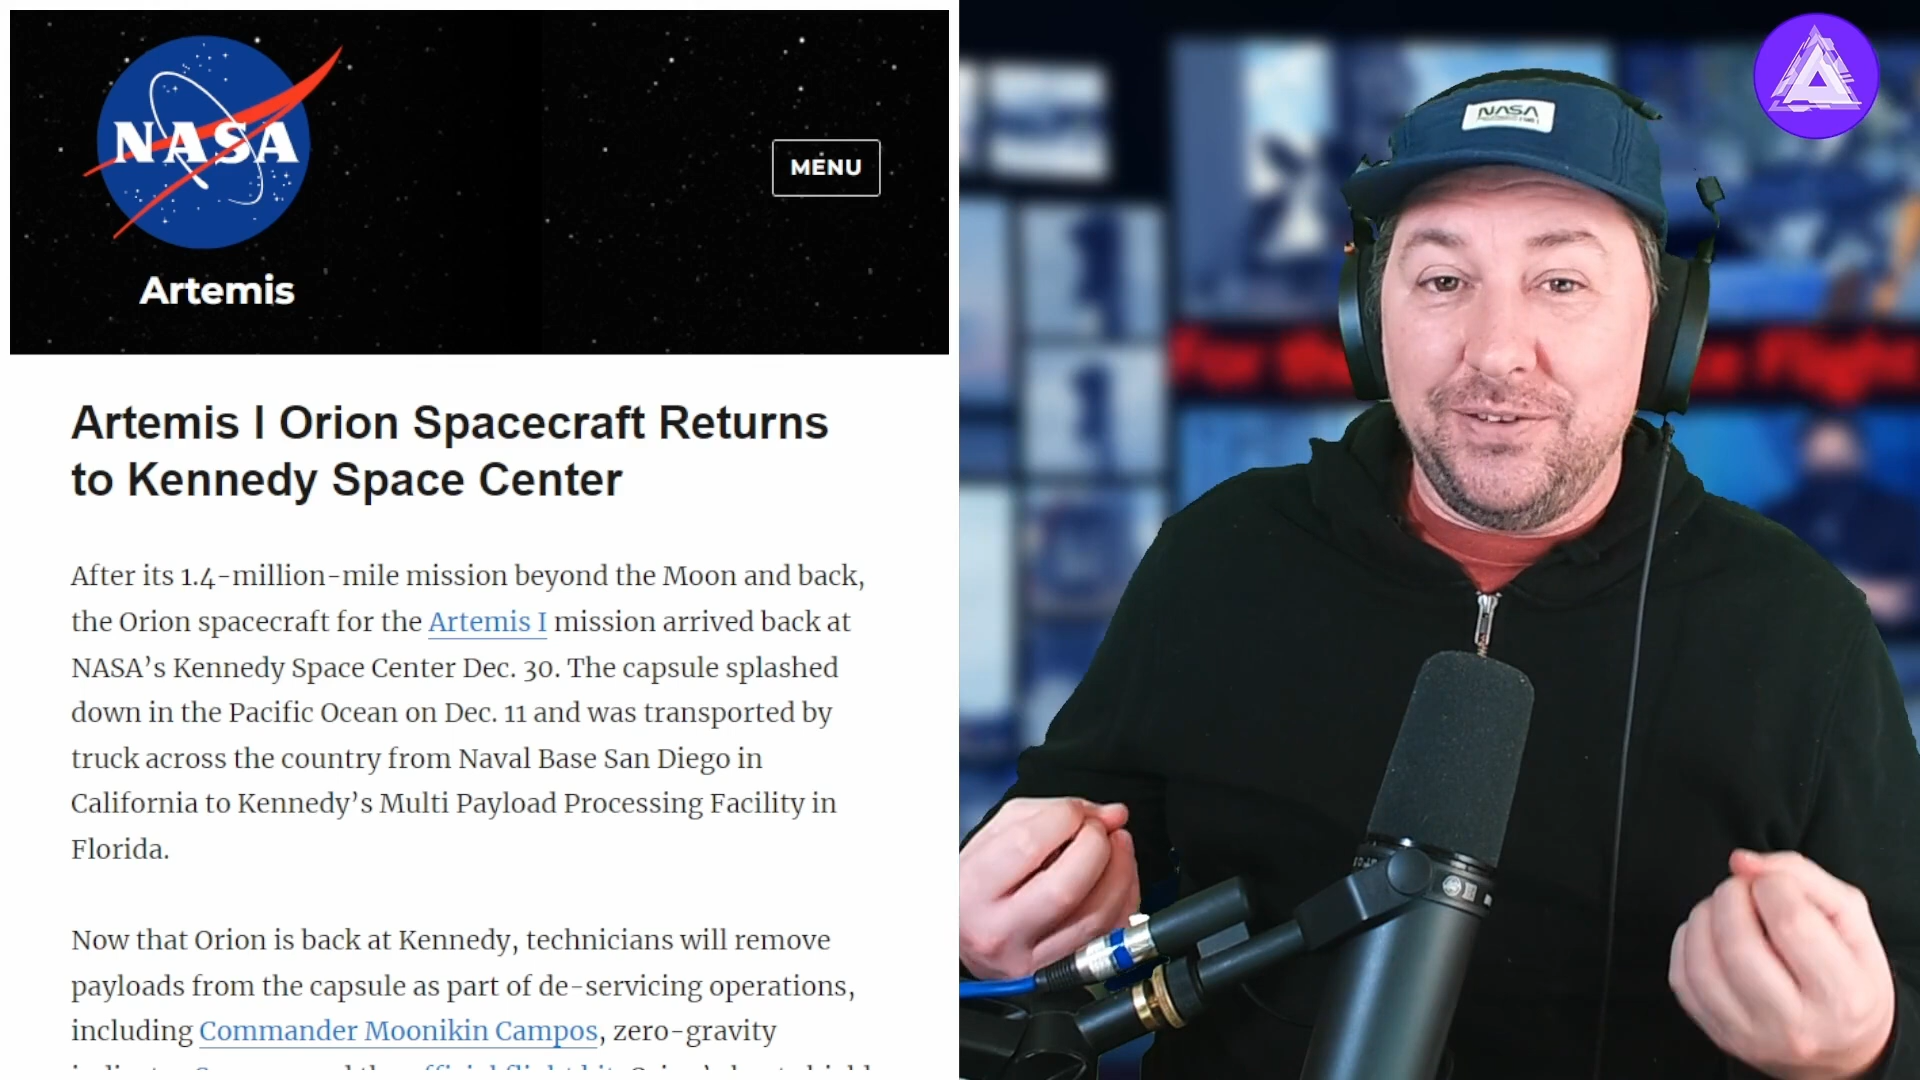 NASA
MENU
Artemis
Artemis I Orion Spacecraft Returns
to Kennedy Space Center
After its 1.4-million-mile mission beyond the Moon and back,
the Orion spacecraft for the Artemis I mission arrived back at
NASA’s Kennedy Space Center Dec. 30. The capsule splashed
down in the Pacific Ocean on Dec. 11 and was transported by
truck across the country from Naval Base San Diego in
California to Kennedy’s Multi Payload Processing Facility in
Florida.
Now that Orion is back at Kennedy, technicians will remove
payloads from the capsule as part of de-servicing operations,
including Commander Moonikin Campos, zero-gravity
NASA
For th